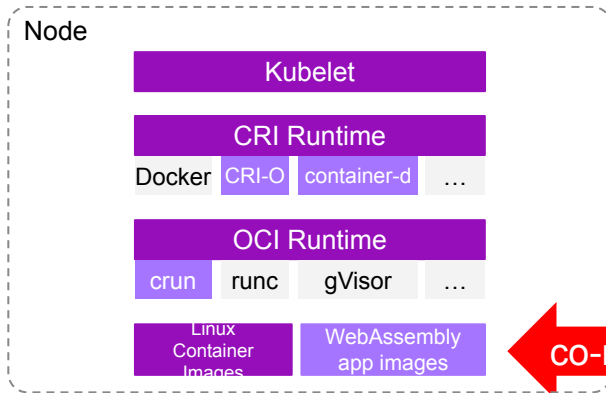 Node
Kubelet
CRI Runtime
Docker CRI-O container-d ...
OCI Runtime
crun runc gVisor ...
Linux
Container
Images
WebAssembly
app images